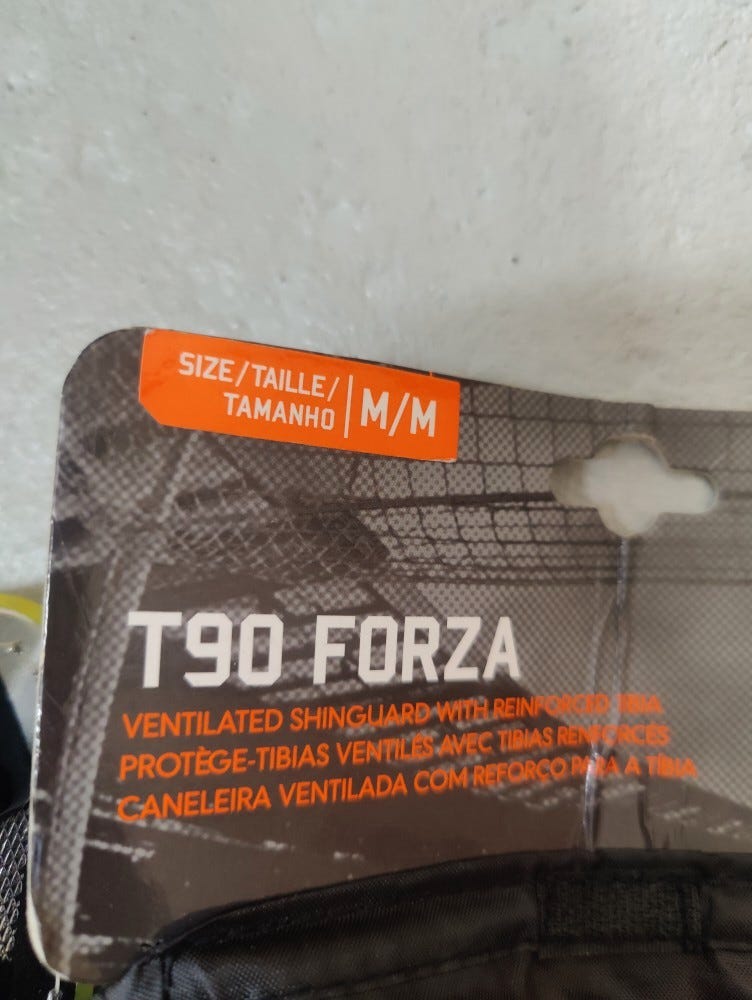 SIZE/TAILLE/
TAMANHO
M/M
T90 FORZA
VENTILATED SHINGUARD WITH REINFORCED TIBIA
PROTÈGE-TIBIAS VENTILÉS AVEC TIBIAS RENFORCÉS
CANELEIRA VENTILADA COM REFORÇO PARA A TÍBIA